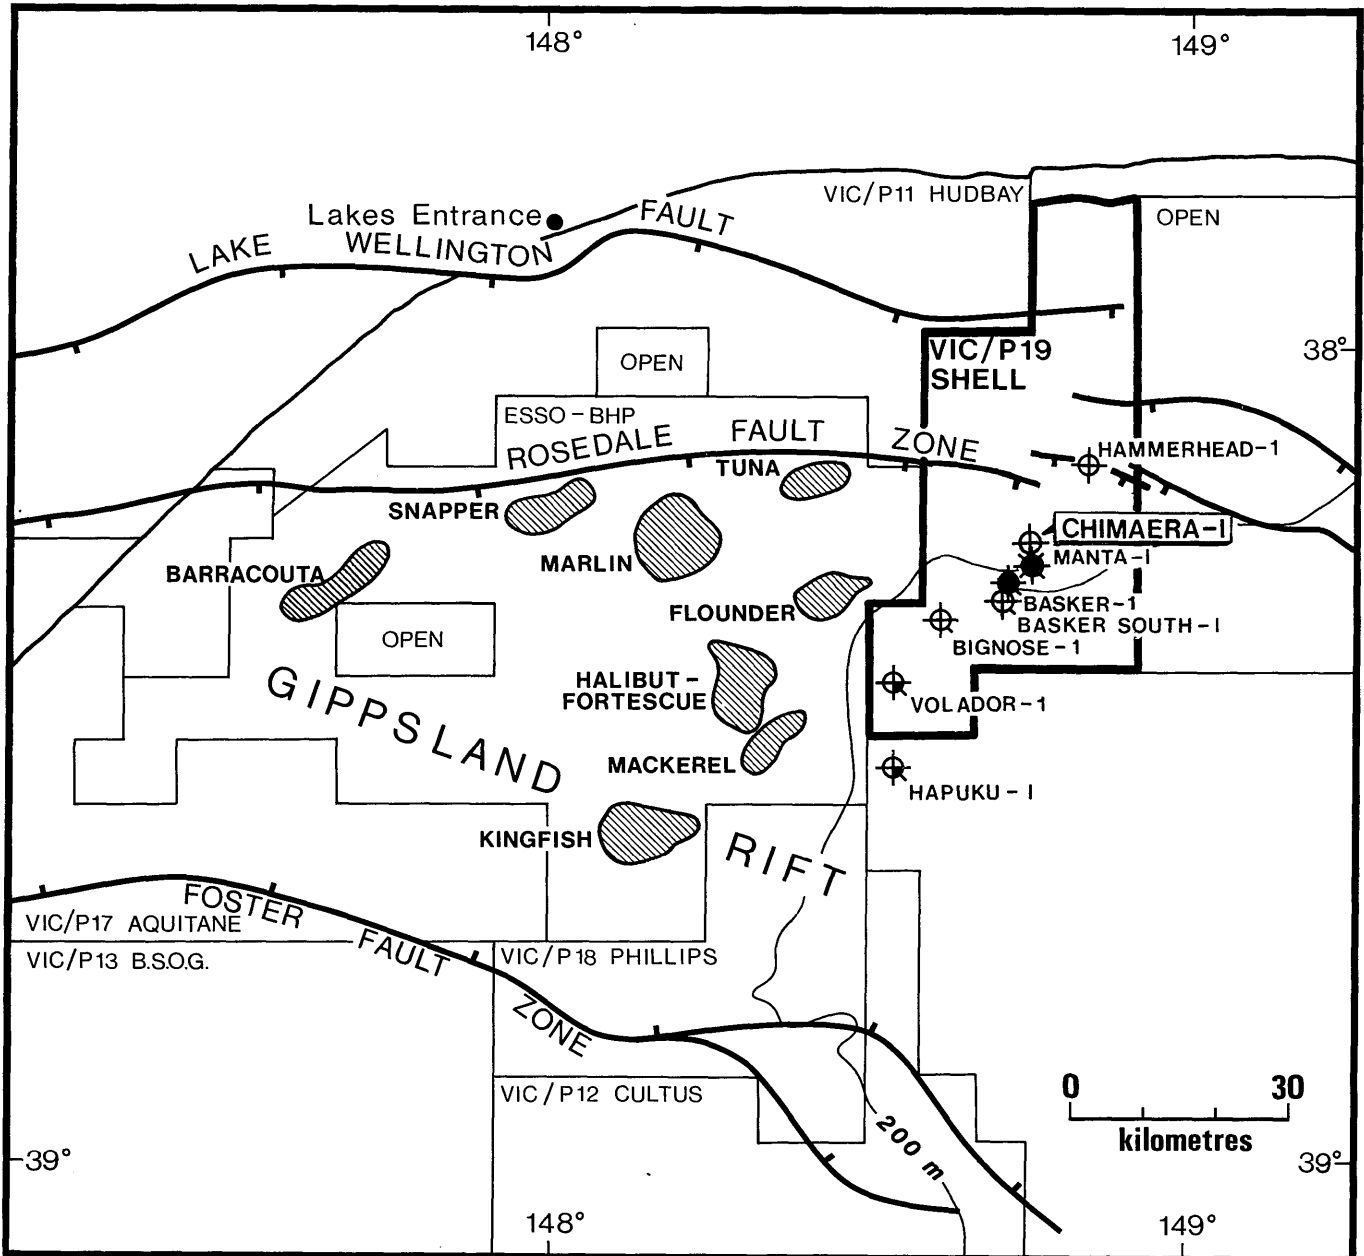 148°
149°
VIC/P11 HUDBAY
OPEN
Lakes Entrance
LAKE WELLINGTON FAULT
38°
VIC/P19
SHELL
OPEN
ESSO-BHP
ROSEDALE FAULT ZONE
HAMMERHEAD-1
TUNA
SNAPPER
CHIMAERA-1
MARLIN
MANTA-1
BARRACOUTA
BASKER-1
FLOUNDER
BASKER SOUTH-1
OPEN
BIGNOSE-1
HALIBUT-
FORTESCUE
VOLADOR-1
GIPPSLAND RIFT
MACKEREL
HAPUKU-1
KINGFISH
FOSTER FAULT ZONE
VIC/P17 AQUITANE
VIC/P13 B.S.O.G.
VIC/P18 PHILLIPS
VIC/P12 CULTUS
0 30
kilometres
200 m
39°
39°
148°
149°